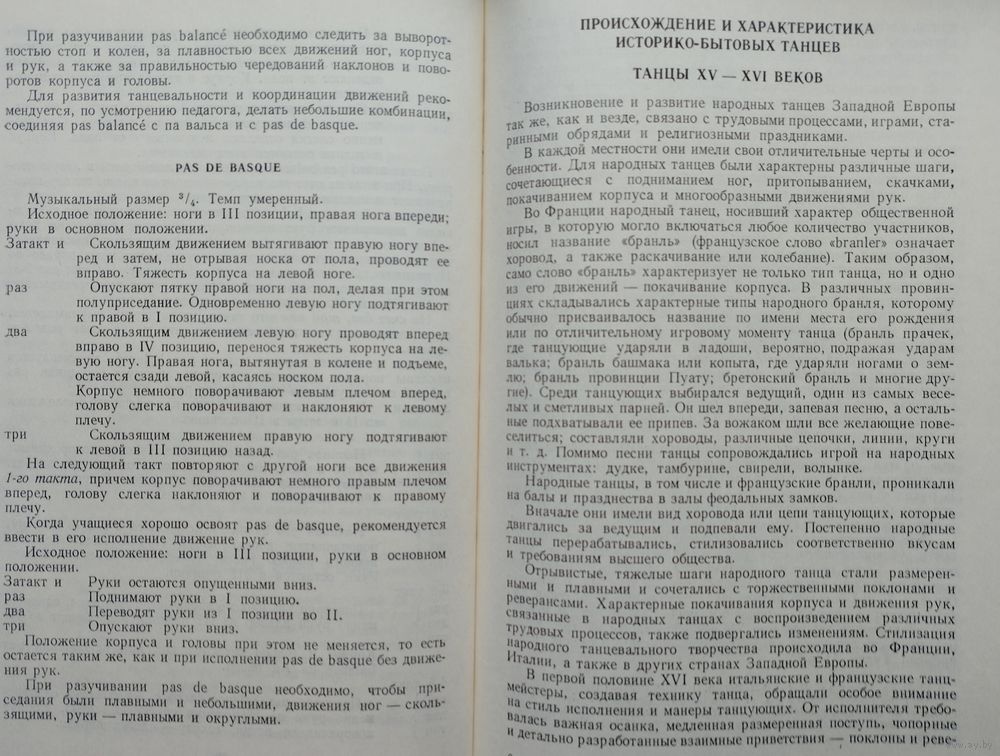 При разучивании pas balancé необходимо следить за выворот-
ностью стоп и колен, за плавностью всех движений ног, корпуса
и рук, а также за правильностью чередований наклонов и пово-
ротов корпуса и головы.
Для развития танцевальности и координации движений реко-
мендуется, по усмотрению педагога, делать небольшие комбинации,
соединяя pas balancé с па вальса и с pas de basque.
PAS DE BASQUE
Музыкальный размер 3/4. Темп умеренный.
Исходное положение: ноги в III позиции, правая нога впереди;
руки в основном положении.
Затакт и Скользящим движением вытягивают правую ногу впе-
ред и затем, не отрывая носка от пола, проводят ее
вправо. Тяжесть корпуса на левой ноге.
раз Опускают пятку правой ноги на пол, делая при этом
полуприседание. Одновременно левую ногу подтягивают
к правой в I позицию.
два Скользящим движением левую ногу проводят вперед
вправо в IV позицию, перенося тяжесть корпуса на ле-
вую ногу. Правая нога, вытянутая в колене и подъеме,
остается сзади левой, касаясь носком пола.
Корпус немного поворачивают левым плечом вперед,
голову слегка поворачивают и наклоняют к левому
плечу.
три Скользящим движением правую ногу подтягивают
к левой в III позицию назад.
На следующий такт повторяют с другой ноги все движения
1-го такта, причем корпус поворачивают немного правым плечом
вперед, голову слегка наклоняют и поворачивают к правому
плечу.
Когда учащиеся хорошо освоят pas de basque, рекомендуется
ввести в его исполнение движение рук.
Исходное положение: ноги в III позиции, руки в основном
положении.
Затакт и Руки остаются опущенными вниз.
раз Поднимают руки в I позицию.
два Переводят руки из I позиции во II.
три Опускают руки вниз.
Положение корпуса и головы при этом не меняется, то есть
остается таким же, как и при исполнении pas de basque без движе-
ния рук.
При разучивании pas de basque необходимо, чтобы при-
седания были плавными и небольшими, движения ног — сколь-
зящими, руки — плавными и округлыми.
ПРОИСХОЖДЕНИЕ И ХАРАКТЕРИСТИКА
ИСТОРИКО-БЫТОВЫХ ТАНЦЕВ
ТАНЦЫ XV — XVI ВЕКОВ
Возникновение и развитие народных танцев Западной Европы
так же, как и везде, связано с трудовыми процессами, играми, ста-
ринными обрядами и религиозными праздниками.
В каждой местности они имели свои отличительные черты и осо-
бенности. Для народных танцев были характерны различные шаги,
сочетающиеся с подниманием ног, притопыванием, скачками,
покачиванием корпуса и многообразными движениями рук.
Во Франции народный танец, носивший характер общественной
игры, в которую могло включаться любое количество участников,
носил название «бранль» (французское слово «branler» означает
хоровод, а также раскачивание или колебание). Таким образом,
само слово «бранль» характеризует не только тип танца, но и одно
из его движений — покачивание корпуса. В различных провин-
циях складывались характерные типы народного бранля, которому
обычно присваивалось название по имени места его рождения
или по отличительному игровому моменту танца (бранль прачек,
где танцующие ударяли в ладоши, вероятно, подражая ударам
валька; бранль башмака или копыта, где ударяли ногами о зем-
лю; бранль провинции Пуату; бретонский бранль и многие дру-
гие). Среди танцующих выбирался ведущий, один из самых весе-
лых и сметливых парней. Он шел впереди, запевая песню, а осталь-
ные подхватывали ее припев. За вожаком шли все желающие пове-
селиться; составляли хороводы, различные цепочки, линии, круги
и т. д. Помимо песни танцы сопровождались игрой на народных
инструментах: дудке, тамбурине, свирели, волынке.
Народные танцы, в том числе и французские бранли, проникали
на балы и празднества в залы феодальных замков.
Вначале они имели вид хоровода или цепи танцующих, которые
двигались за ведущим и подпевали ему. Постепенно народные
танцы перерабатывались, стилизовались соответственно вкусам
и требованиям высшего общества.
Отрывистые, тяжелые шаги народного танца стали размерен-
ными и плавными и сочетались с торжественными поклонами и
реверансами. Характерные покачивания корпуса и движения рук,
связанные в народных танцах с воспроизведением различных
трудовых процессов, также подвергались изменениям. Стилизация
народного танцевального творчества происходила во Франции,
Италии, а также в других странах Западной Европы.
В первой половине XVI века итальянские и французские танц-
мейстеры, создавая технику танца, обращали особое внимание
на стиль исполнения и манеры танцующих. От исполнителя требо-
валась важная осанка, медленная размеренная поступь, чопорные
и детально разработанные взаимные приветствия — поклоны и реве-